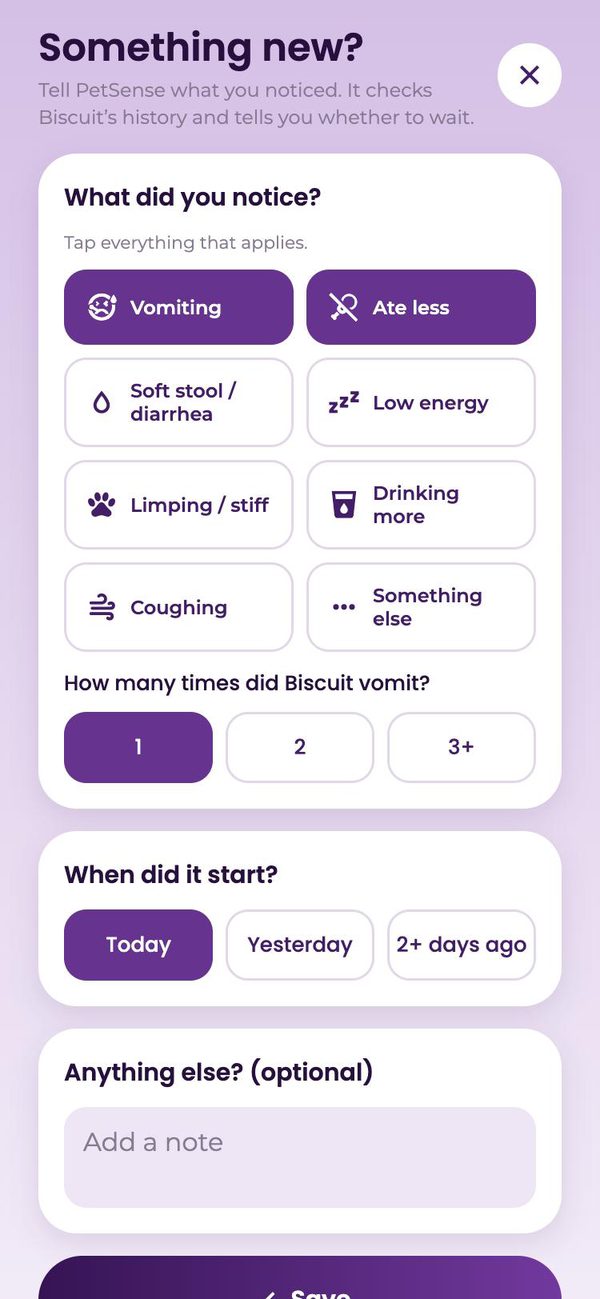 Something new?
Tell PetSense what you noticed. It checks
Biscuit’s history and tells you whether to wait.
What did you notice?
Tap everything that applies.
Vomiting
Ate less
Soft stool /
diarrhea
zzz Low energy
Limping / stiff
Drinking
more
Coughing
Something
else
How many times did Biscuit vomit?
1
2
3+
When did it start?
Today
Yesterday
2+ days ago
Anything else? (optional)
Add a note
Save